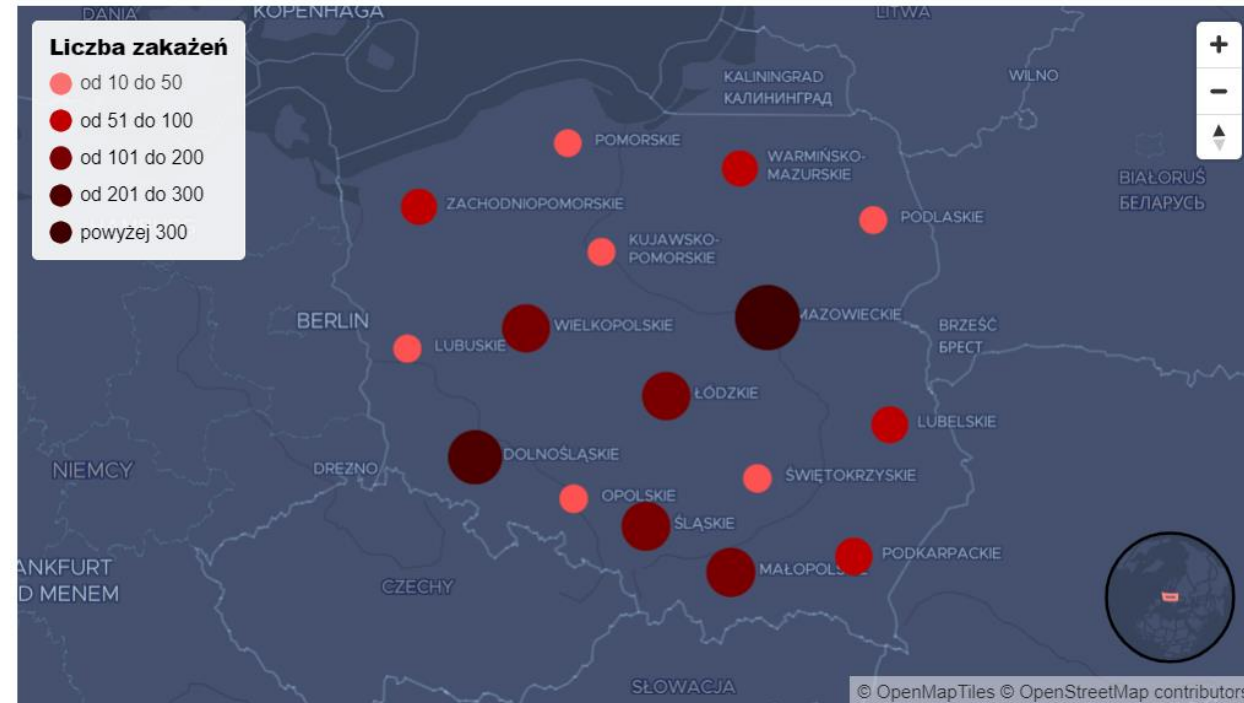 DANIA
KOPENHAGA
LITWA
Liczba zakażeń
od 10 do 50
od 51 do 100
od 101 do 200
od 201 do 300
powyżej 300
+
−
KALININGRAD
КАЛИНИНГРАД
WILNO
POMORSKIE
WARMIŃSKO-
MAZURSKIE
BIAŁORUŚ
БЕЛАРУСЬ
ZACHODNIOPOMORSKIE
PODLASKIE
KUJAWSKO-
POMORSKIE
BERLIN
WIELKOPOLSKIE
MAZOWIECKIE
BRZEŚĆ
БРЕСТ
LUBUSKIE
ŁÓDZKIE
LUBELSKIE
DOLNOŚLĄSKIE
NIEMCY
DREZNO
ŚWIĘTOKRZYSKIE
OPOLSKIE
ŚLĄSKIE
PODKARPACKIE
MAŁOPOL
ANKFURT
D MENEM
CZECHY
SŁOWACJA
© OpenMapTiles © OpenStreetMap contributors